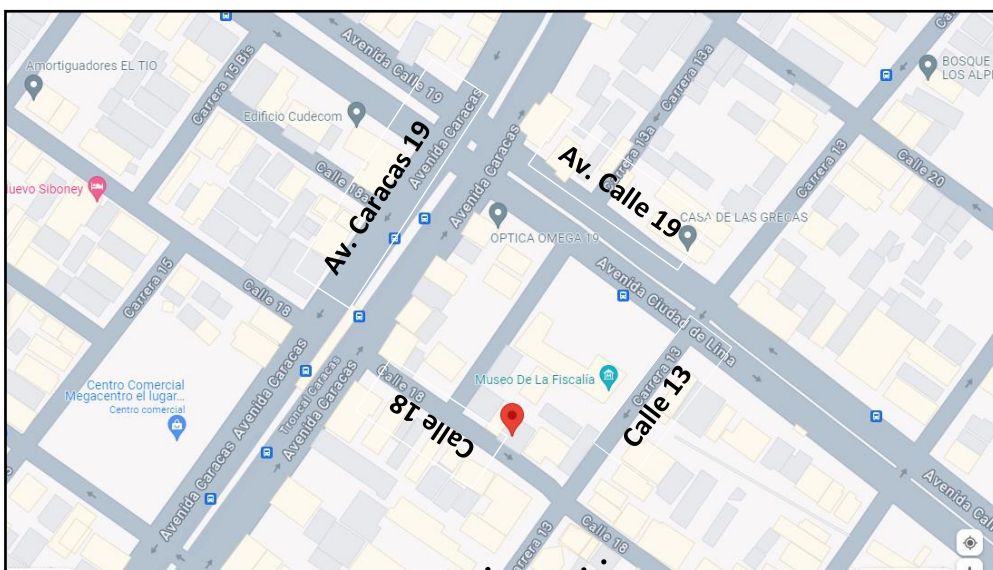 Avenida Calle 19
Carrera 13a
Ca
Amortiguadores EL TIO
Carrera 15 Bis
BOSQUE
LOS ALPI
Edificio Cudecom
Avenida Caracas
Av. Caracas 19
Avenida Caracas
Av. Calle 19
Carrera 13a
Carrera 13
Calle 20
Calle 18a
uevo Siboney
OPTICA OMEGA 19
CASA DE LAS GRECAS
Carrera 15
Calle 18
Avenida Ciudad de Lima
Centro Comercial
Megacentro el lugar...
Centro comercial
Avenida Caracas
Avenida Caracas
Troncal Caracas
Avenida Caracas
Calle 18
Calle 18
Museo De La Fiscalía
Carrera 13
Calle 13
Carrera 13
Calle 18
Avenida Cal